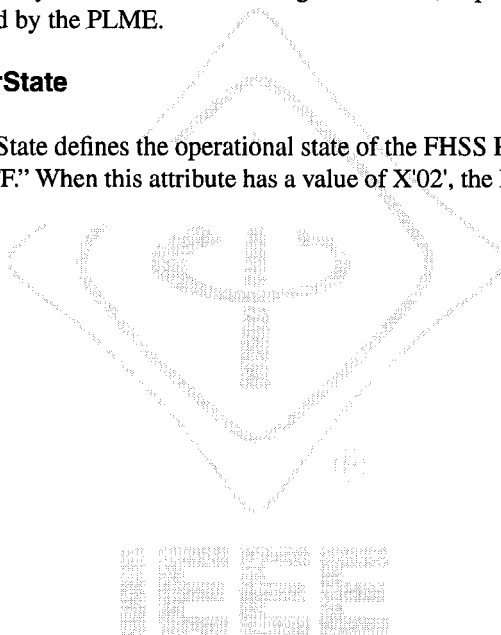 d by the PLME.
rState
State defines the operational state of the FHSS
F." When this attribute has a value of X'02', the
®
IEEE